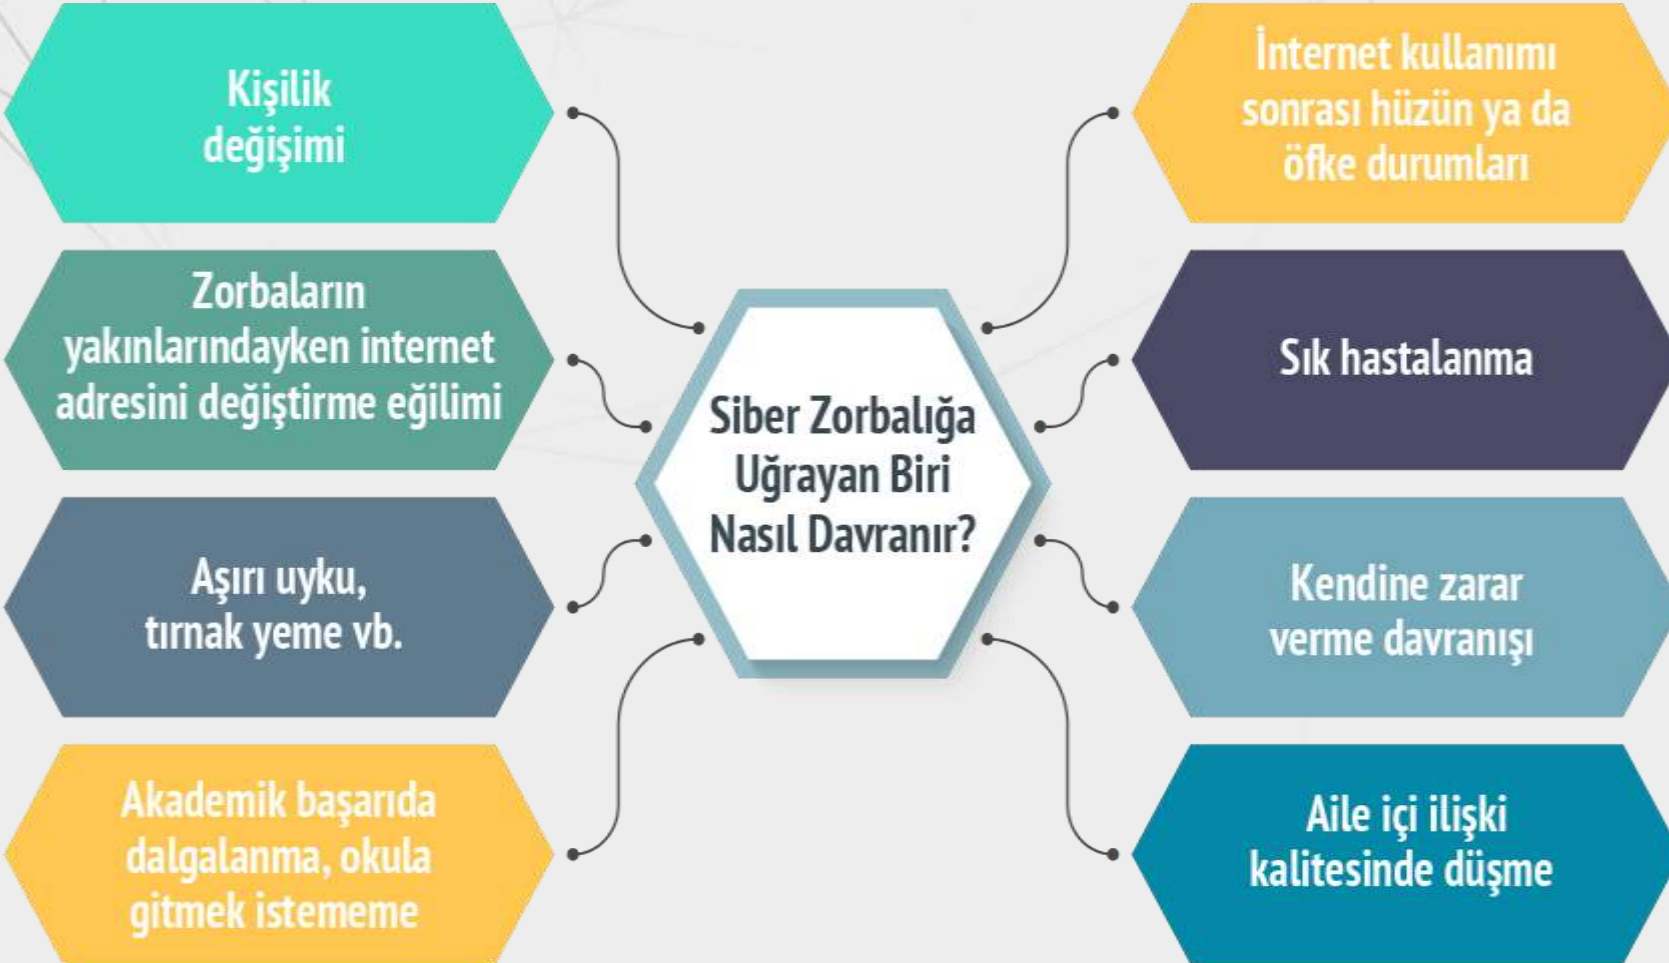 Kişilik
değişimi
Zorbaların
yakınlarındayken internet
adresini değiştirme eğilimi
Aşırı uyku,
tırnak yeme vb.
Akademik başarıda
dalgalanma, okula
gitmek istememe
Siber Zorbalığa
Uğrayan Biri
Nasıl Davranır?
İnternet kullanımı
sonrası hüzün ya da
öfke durumları
Sık hastalanma
Kendine zarar
verme davranışı
Aile içi ilişki
kalitesinde düşme